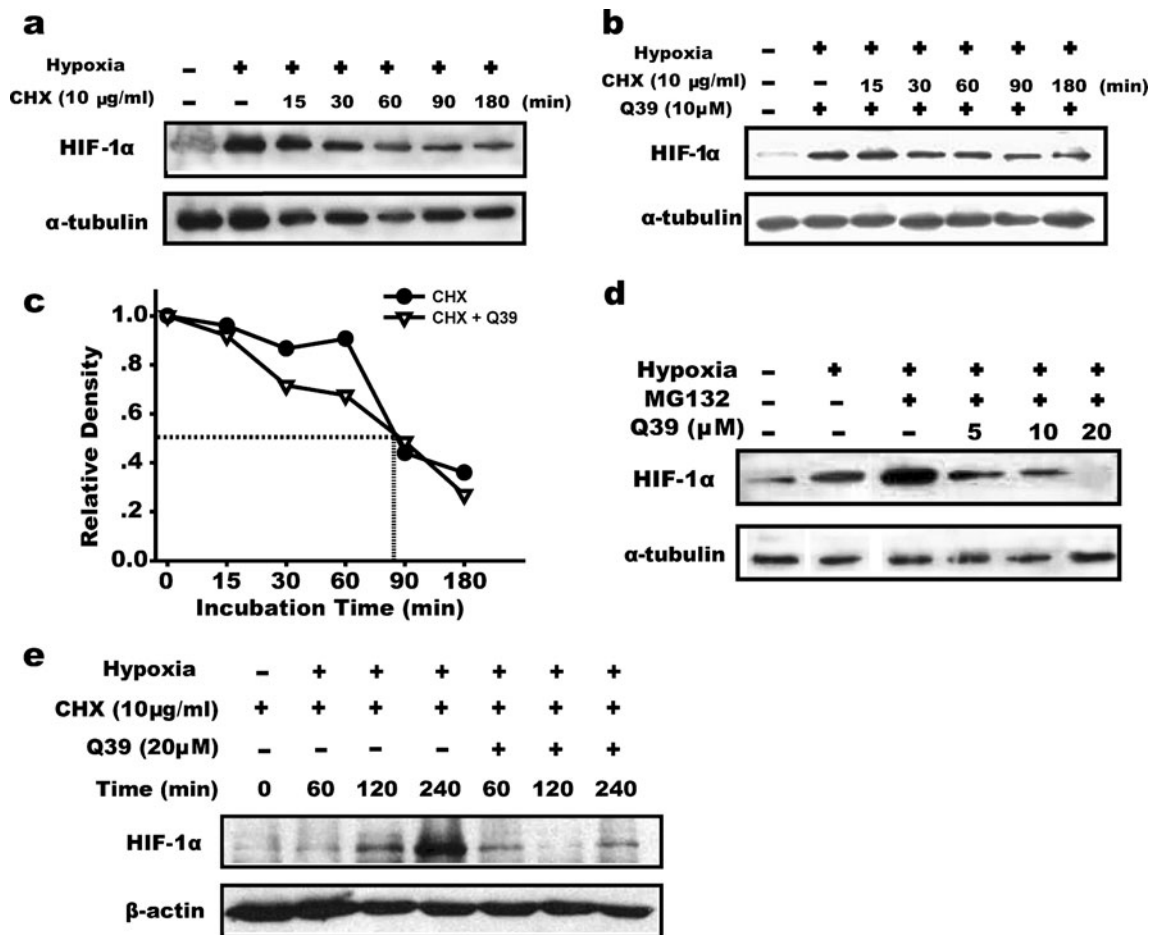 a
Hypoxia - + + + + + +
CHX (10 µg/ml) - - 15 30 60 90 180 (min)
HIF-1α
α-tubulin
b
Hypoxia - + + + + + +
CHX (10 µg/ml) - - 15 30 60 90 180 (min)
Q39 (10µM) - + + + + + +
HIF-1α
α-tubulin
c
CHX
CHX + Q39
1.0
.8
.6
.4
.2
0.0
Relative Density
0 15 30 60 90 180
Incubation Time (min)
d
Hypoxia - + + + + +
MG132 - - + + + +
Q39 (µM) - - - 5 10 20
HIF-1α
α-tubulin
e
Hypoxia - + + + + + +
CHX (10µg/ml) + + + + + + +
Q39 (20µM) - - - - + + +
Time (min) 0 60 120 240 60 120 240
HIF-1α
β-actin